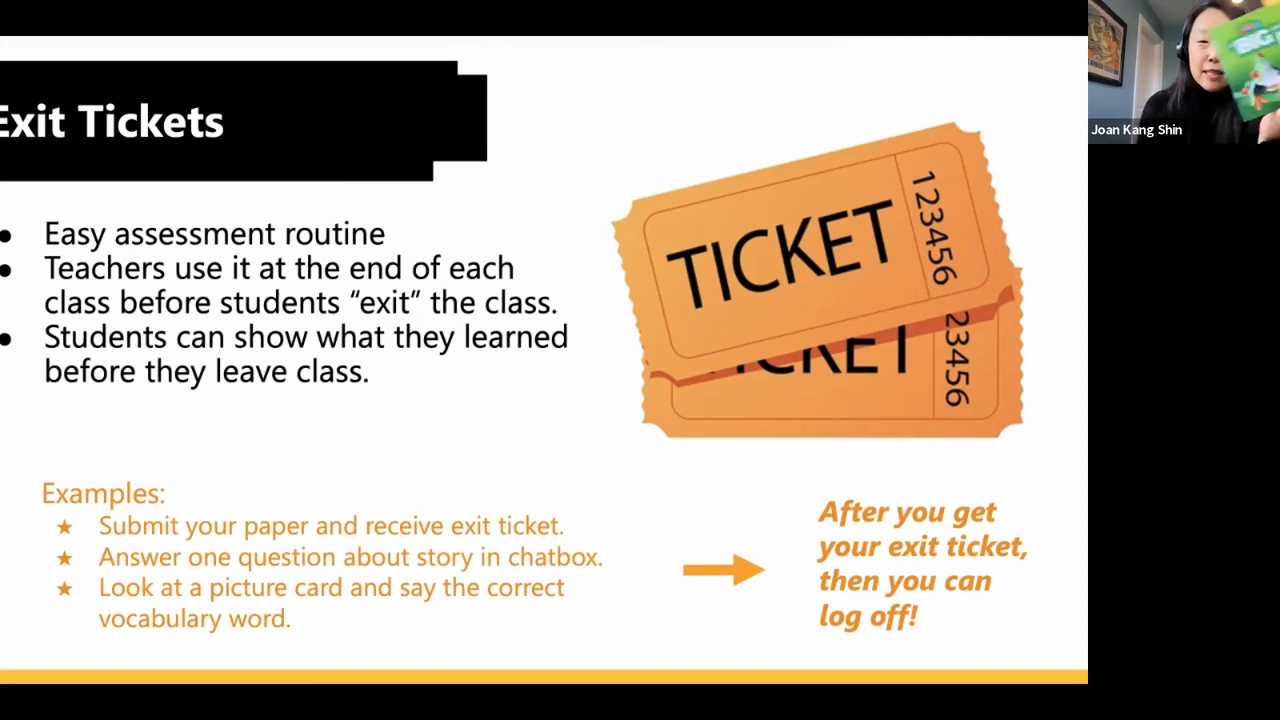 Exit Tickets
Easy assessment routine
Teachers use it at the end of each
class before students “exit” the class.
Students can show what they learned
before they leave class.
Examples:
Submit your paper and receive exit ticket.
Answer one question about story in chatbox.
Look at a picture card and say the correct
vocabulary word.
After you get
your exit ticket,
then you can
log off!
TICKET
123456
CKET
23456
Joan Kang Shin
BIG